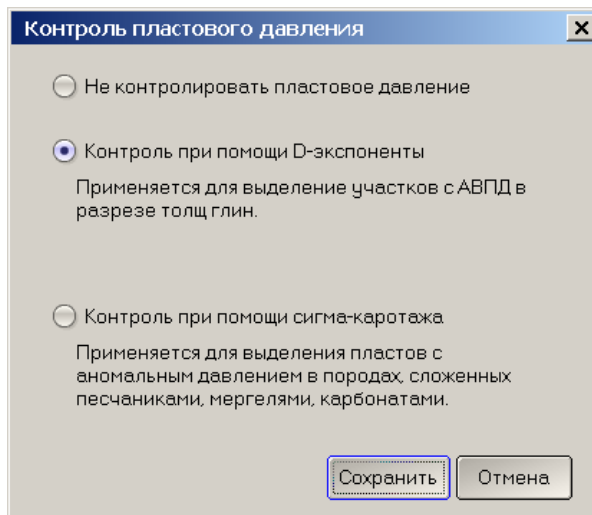 Контроль пластового давления
Не контролировать пластовое давление
Контроль при помощи D-экспоненты
Применяется для выделение участков с АВПД в
разрезе толщ глин.
Контроль при помощи сигма-каротажа
Применяется для выделения пластов с
аномальным давлением в породах, сложенных
песчаниками, мергелями, карбонатами.
Сохранить
Отмена